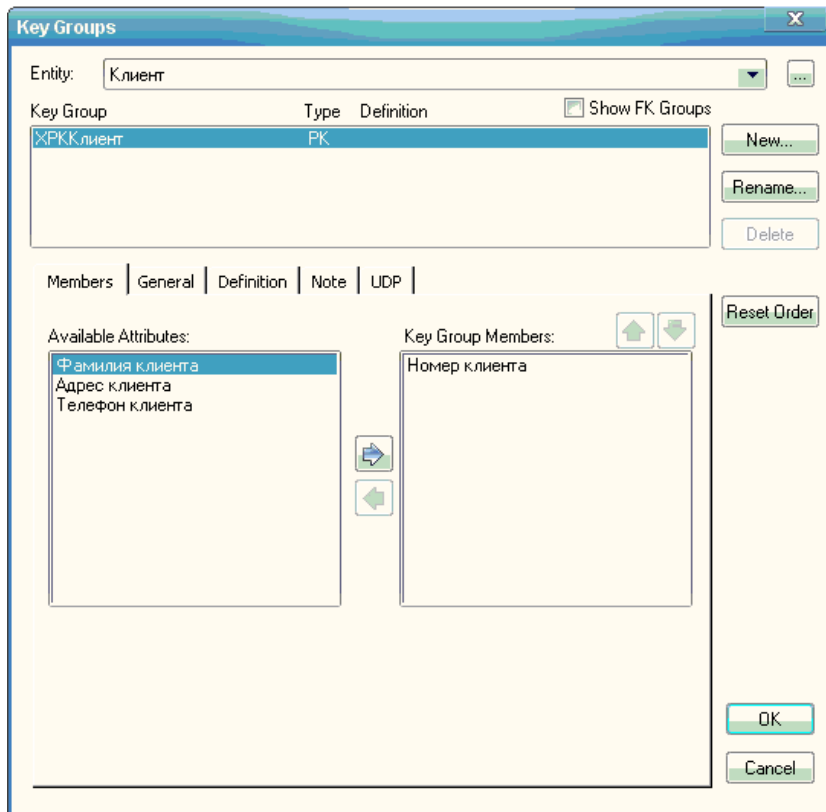 Key Groups
Entity: Клиент ...
Key Group Type Definition Show FK Groups
ХРККлиент PK
New...
Rename...
Delete
Members General Definition Note UDP
Reset Order
Available Attributes: Key Group Members:
Фамилия клиента Номер клиента
Адрес клиента
Телефон клиента
OK
Cancel